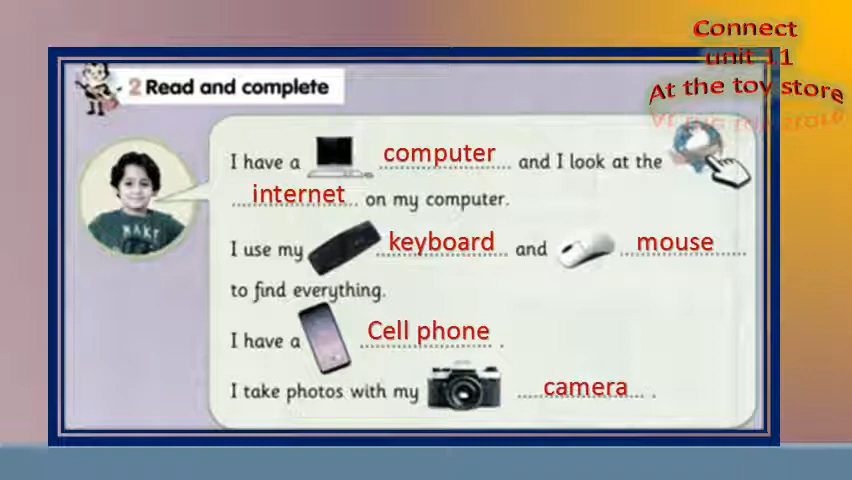 Connect
unit 11
At the toy store
2 Read and complete
I have a computer and I look at the
internet on my computer.
I use my keyboard and mouse
to find everything.
I have a Cell phone .
I take photos with my camera .
MAKE